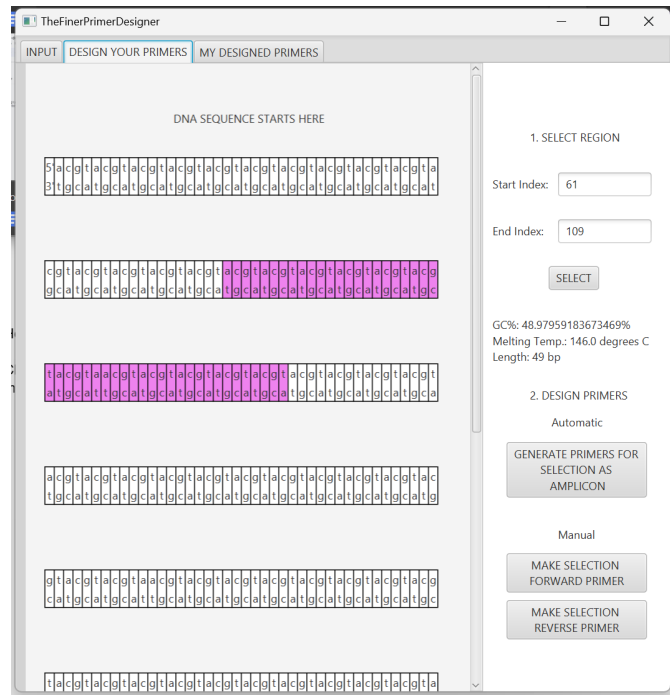 TheFinerPrimerDesigner
INPUT DESIGN YOUR PRIMERS MY DESIGNED PRIMERS
DNA SEQUENCE STARTS HERE
5'acgtacgtacgtacgtacgtacgtacgtacgtacgtacgta
3'tgcatgcatgcatgcatgcatgcatgcatgcatgcatgcat
cgtacgtacgtacgtacgtacgtacgtacgtacgtacgtacg
gcatgcatgcatgcatgcatgcatgcatgcatgcatgcatgc
tacgtaacgtacgtacgtacgtacgtacgtacgtacgtacgt
atgcattgcatgcatgcatgcatgcatgcatgcatgcatgca
acgtacgtacgtacgtacgtacgtacgtacgtacgtacgtac
tgcatgcatgcatgcatgcatgcatgcatgcatgcatgcatg
gtacgtacgtaacgtacgtacgtacgtacgtacgtacgtacg
catgcatgcattgcatgcatgcatgcatgcatgcatgcatgc
tacgtacgtacgtacgtacgtacgtacgtacgtacgtacgta
1. SELECT REGION
Start Index: 61
End Index: 109
SELECT
GC%: 48.97959183673469%
Melting Temp.: 146.0 degrees C
Length: 49 bp
2. DESIGN PRIMERS
Automatic
GENERATE PRIMERS FOR
SELECTION AS
AMPLICON
Manual
MAKE SELECTION
FORWARD PRIMER
MAKE SELECTION
REVERSE PRIMER